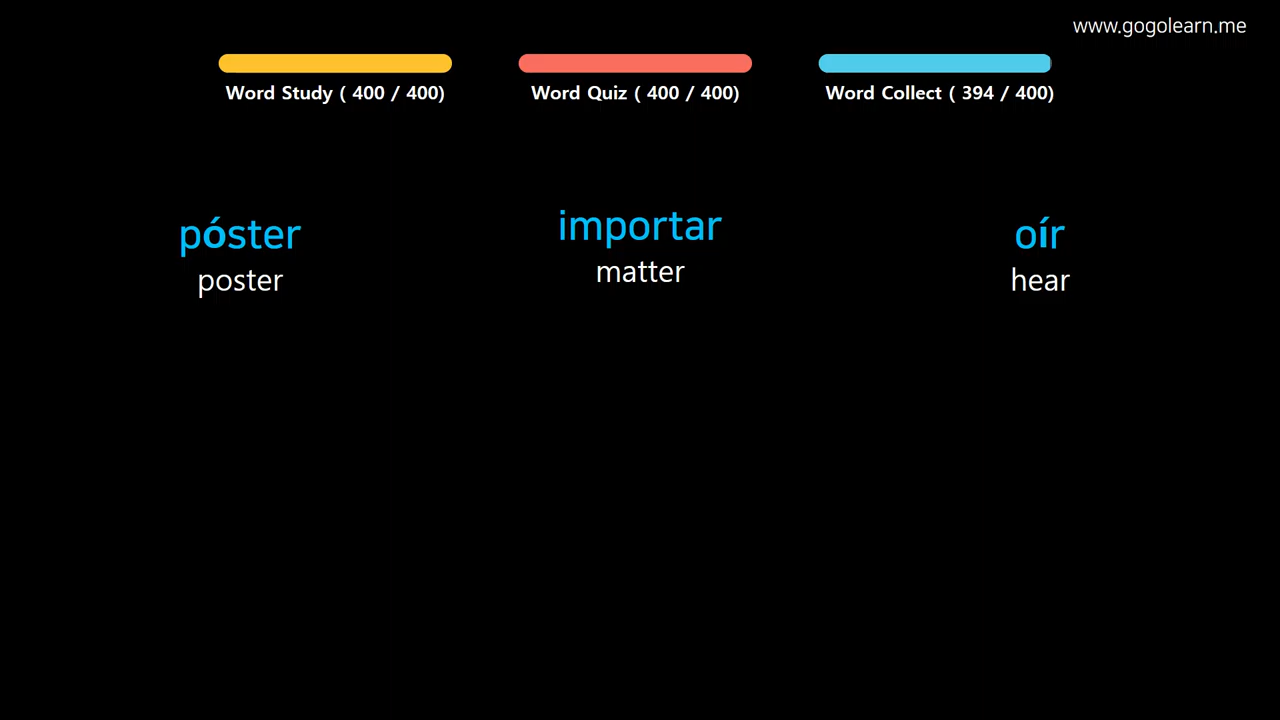 www.gogolearn.me
Word Study ( 400 / 400)
Word Quiz ( 400 / 400)
Word Collect ( 394 / 400)
póster
poster
importar
matter
oír
hear